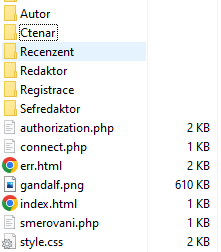 Autor
Ctenar
Recenzent
Redaktor
Registrace
Sefredaktor
authorization.php 2 KB
connect.php 1 KB
err.html 2 KB
gandalf.png 610 KB
index.html 1 KB
smerovani.php 1 KB
style.css 2 KB